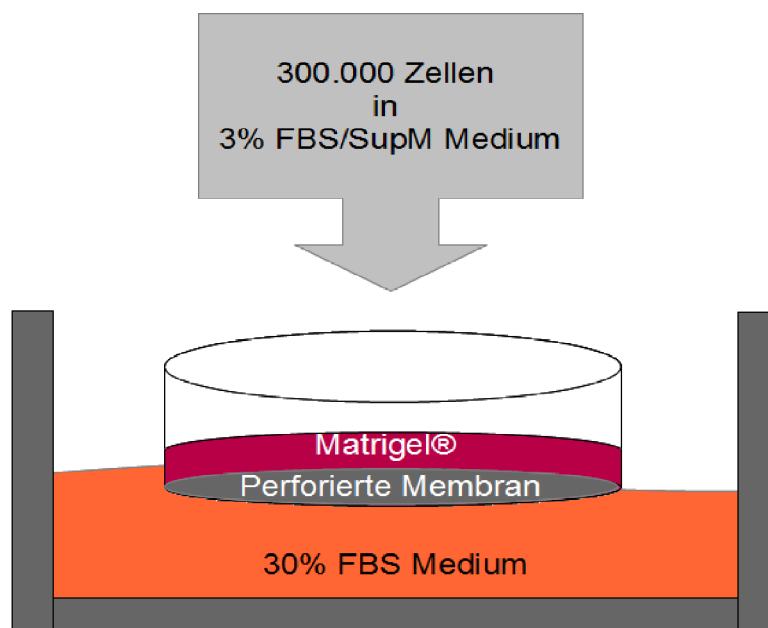 300.000 Zellen
in
3% FBS/SupM Medium
Matrigel®
Perforierte Membran
30% FBS Medium